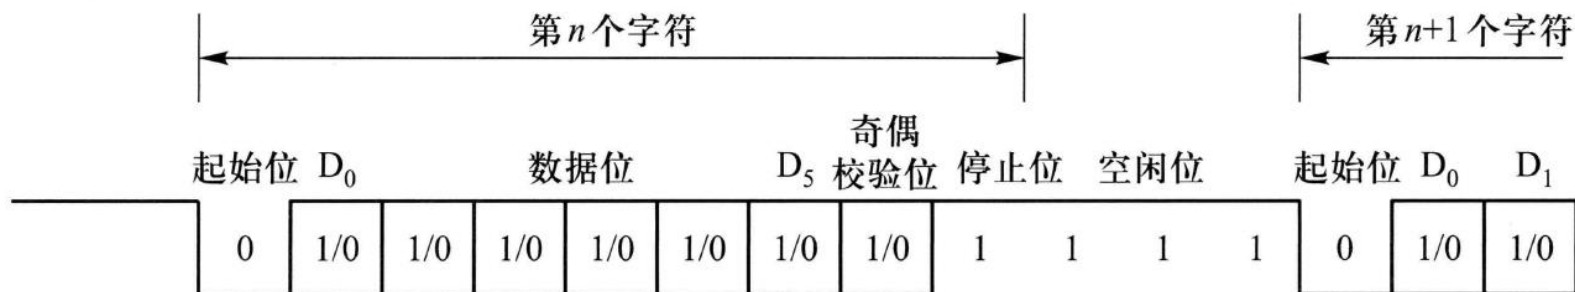 第n个字符 第n+1个字符
奇偶
起始位 D₀ 数据位 D₅ 校验位 停止位 空闲位 起始位 D₀ D₁
0 1/0 1/0 1/0 1/0 1/0 1/0 1/0 1 1 1 1 0 1/0 1/0